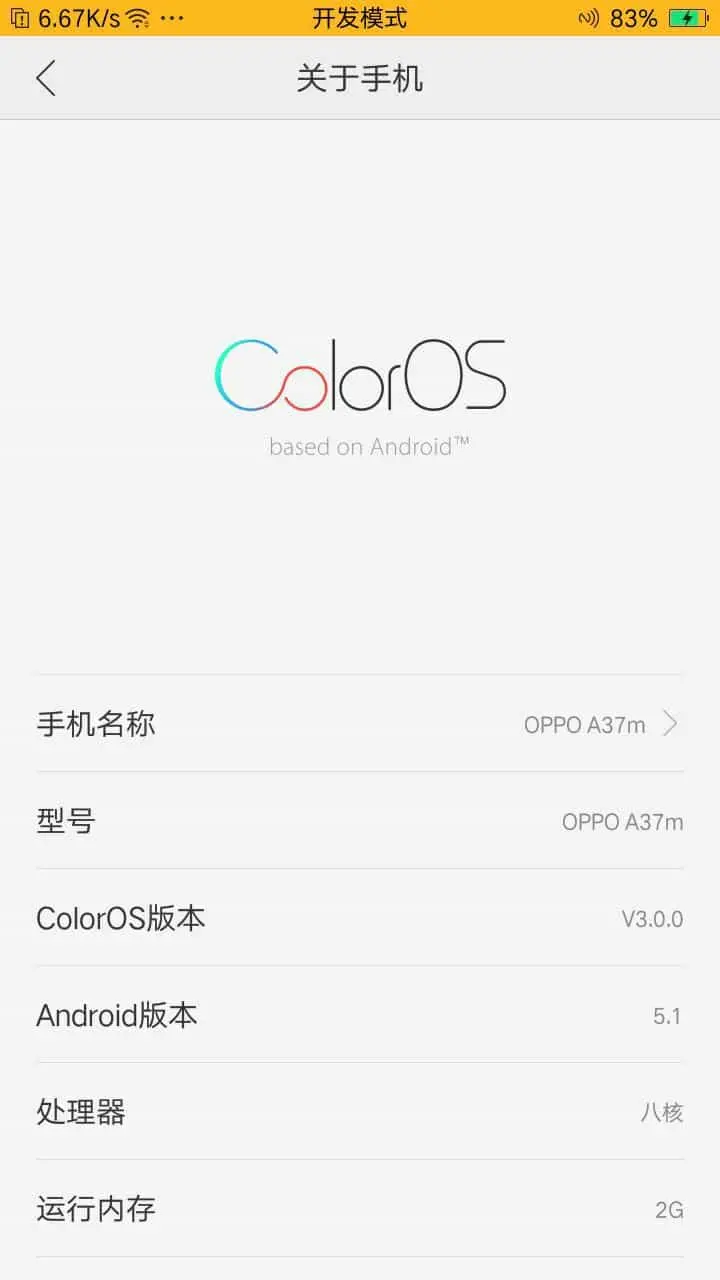 6.67K/s ... 开发模式 83%
关于手机
ColorOS
based on Android™
手机名称 OPPO A37m
型号 OPPO A37m
ColorOS版本 V3.0.0
Android版本 5.1
处理器 八核
运行内存 2G